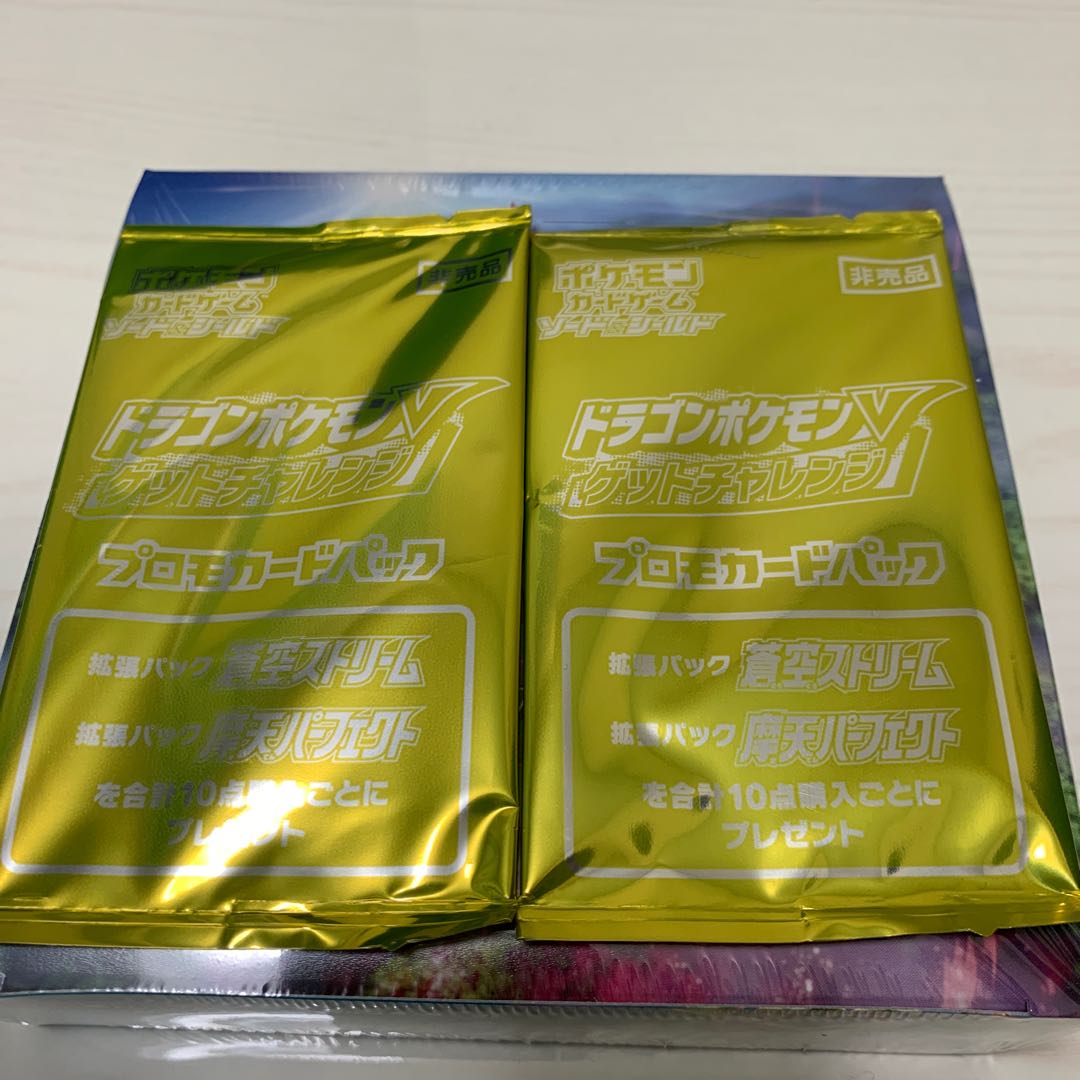 ポケモン
カードゲーム
ソード&シールド
非売品
ドラゴンポケモンV
ゲットチャレンジ
プロモカードパック
拡張パック 蒼空ストリーム
拡張パック 摩天パーフェクト
を合計10点購入ごとに
プレゼント
ポケモン
カードゲーム
ソード&シールド
非売品
ドラゴンポケモンV
ゲットチャレンジ
プロモカードパック
拡張パック 蒼空ストリーム
拡張パック 摩天パーフェクト
を合計10点購入ごとに
プレゼント